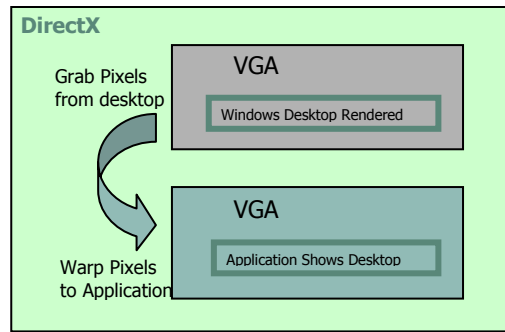 DirectX
Grab Pixels
from desktop
VGA
Windows Desktop Rendered
VGA
Application Shows Desktop
Warp Pixels
to Application